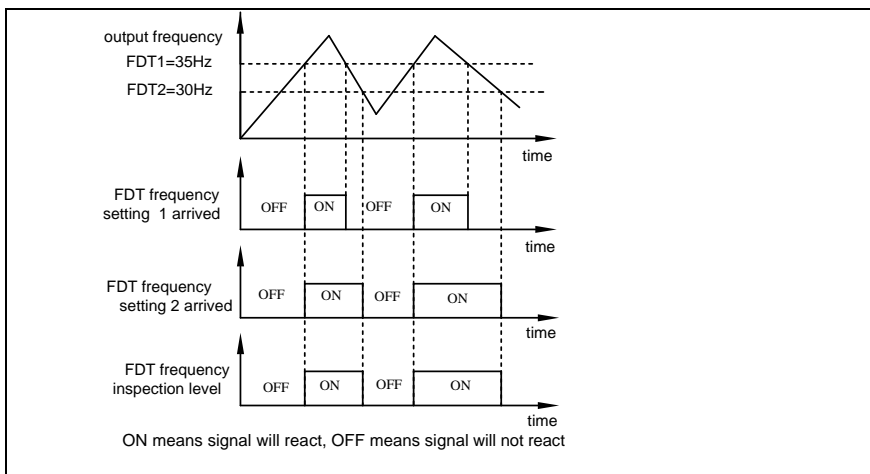 output frequency
FDT1=35Hz
FDT2=30Hz
time
FDT frequency
setting 1 arrived
OFF ON OFF ON
time
FDT frequency
setting 2 arrived
OFF ON OFF ON
time
FDT frequency
inspection level
OFF ON OFF ON
time
ON means signal will react, OFF means signal will not react